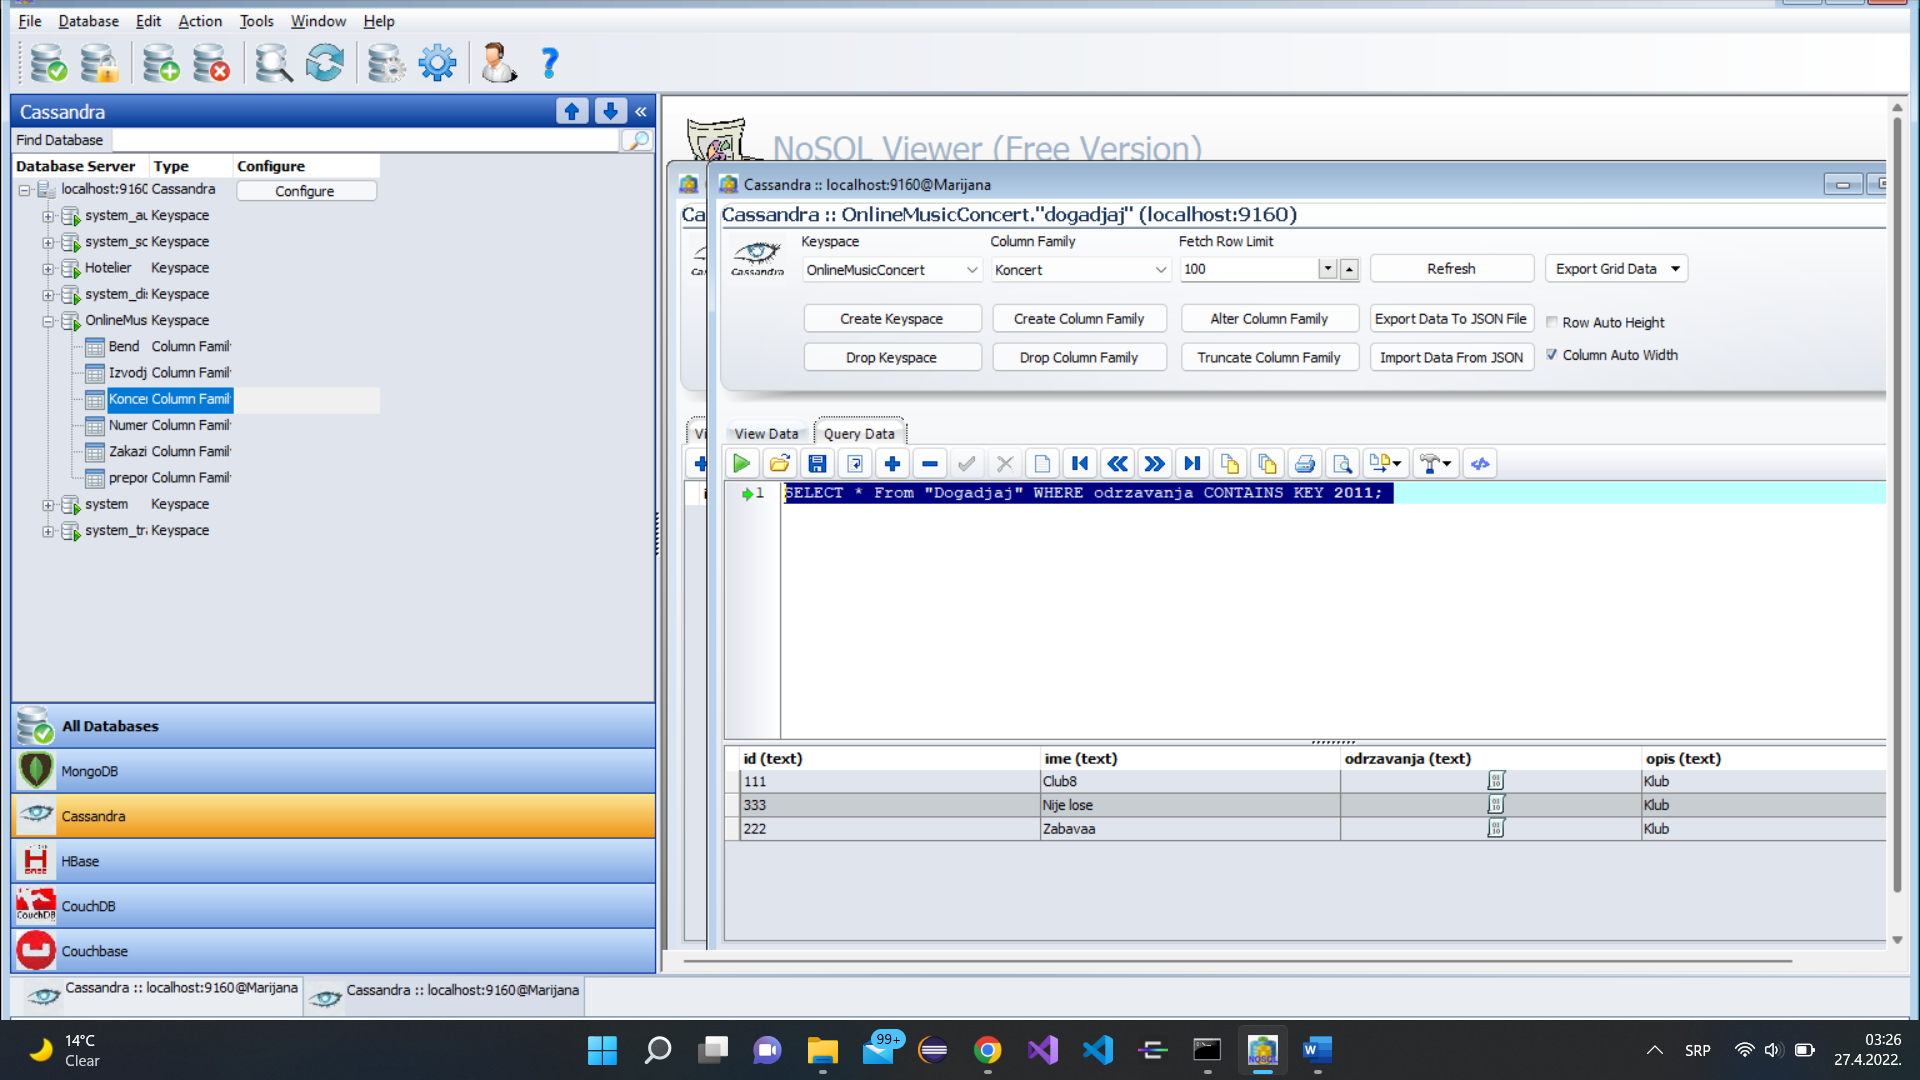 File Database Edit Action Tools Window Help
Cassandra
Find Database
Database Server Type Configure
localhost:9160 Cassandra Configure
system_au Keyspace
system_sc Keyspace
Hotelier Keyspace
system_di Keyspace
OnlineMus Keyspace
Bend Column Famil
Izvodj Column Famil
Koncer Column Famil
Numer Column Famil
Zakazi Column Famil
prepor Column Famil
system Keyspace
system_tra Keyspace
All Databases
MongoDB
Cassandra
HBase
CouchDB
Couchbase
NoSQL Viewer (Free Version)
Cassandra :: localhost:9160@Marijana
Ca
Cassandra :: OnlineMusicConcert."dogadjaj" (localhost:9160)
Cassandra
Keyspace Column Family Fetch Row Limit
OnlineMusicConcert Koncert 100 Refresh Export Grid Data
Create Keyspace Create Column Family Alter Column Family Export Data To JSON File Row Auto Height
Drop Keyspace Drop Column Family Truncate Column Family Import Data From JSON Column Auto Width
Vi
View Data Query Data
1 SELECT * From "Dogadjaj" WHERE odrzavanja CONTAINS KEY 2011;
id (text) ime (text) odrzavanja (text) opis (text)
111 Club8 Klub
333 Nije lose Klub
222 Zabavaa Klub
Cassandra :: localhost:9160@Marijana Cassandra :: localhost:9160@Marijana
14°C
Clear
99+
NOSQL
SRP
03:26
27.4.2022.